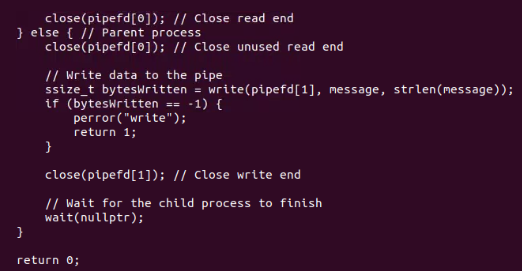 close(pipefd[0]); // Close read end
} else { // Parent process
    close(pipefd[0]); // Close unused read end

    // Write data to the pipe
    ssize_t bytesWritten = write(pipefd[1], message, strlen(message));
    if (bytesWritten == -1) {
        perror("write");
        return 1;
    }

    close(pipefd[1]); // Close write end

    // Wait for the child process to finish
    wait(nullptr);
}

return 0;